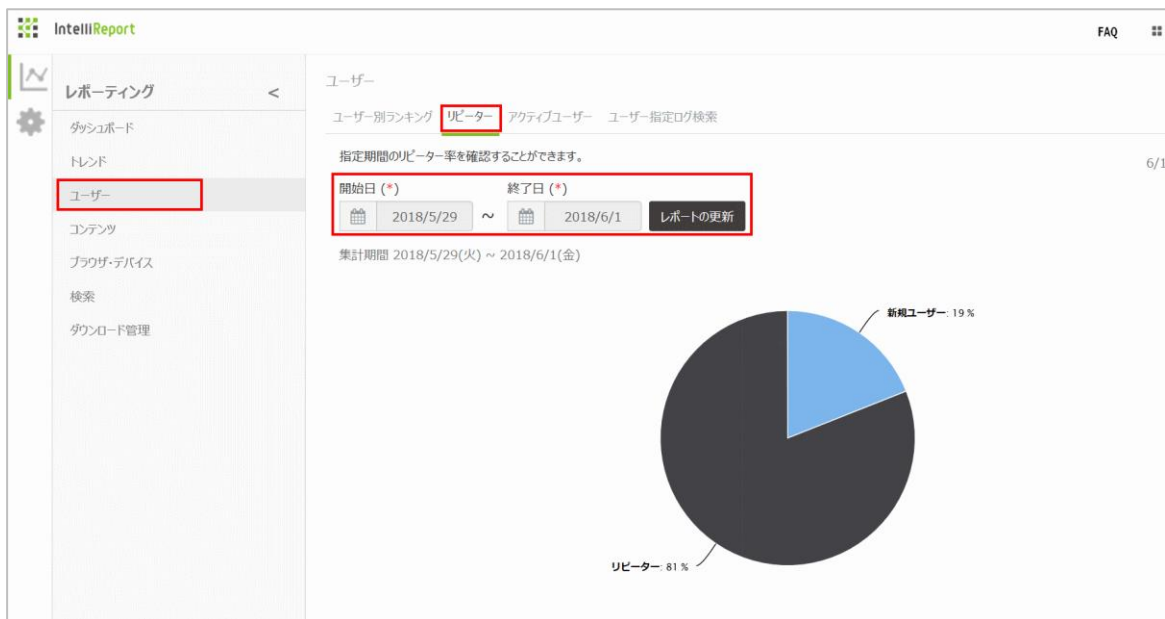 IntelliReport
FAQ
レポーティング <
ダッシュボード
トレンド
ユーザー
コンテンツ
ブラウザ・デバイス
検索
ダウンロード管理
ユーザー
ユーザー別ランキング リピーター アクティブユーザー ユーザー指定ログ検索
指定期間のリピーター率を確認することができます。
6/1
開始日 (*) 終了日 (*)
2018/5/29 ~ 2018/6/1 レポートの更新
集計期間 2018/5/29(火) ~ 2018/6/1(金)
新規ユーザー: 19 %
リピーター: 81 %